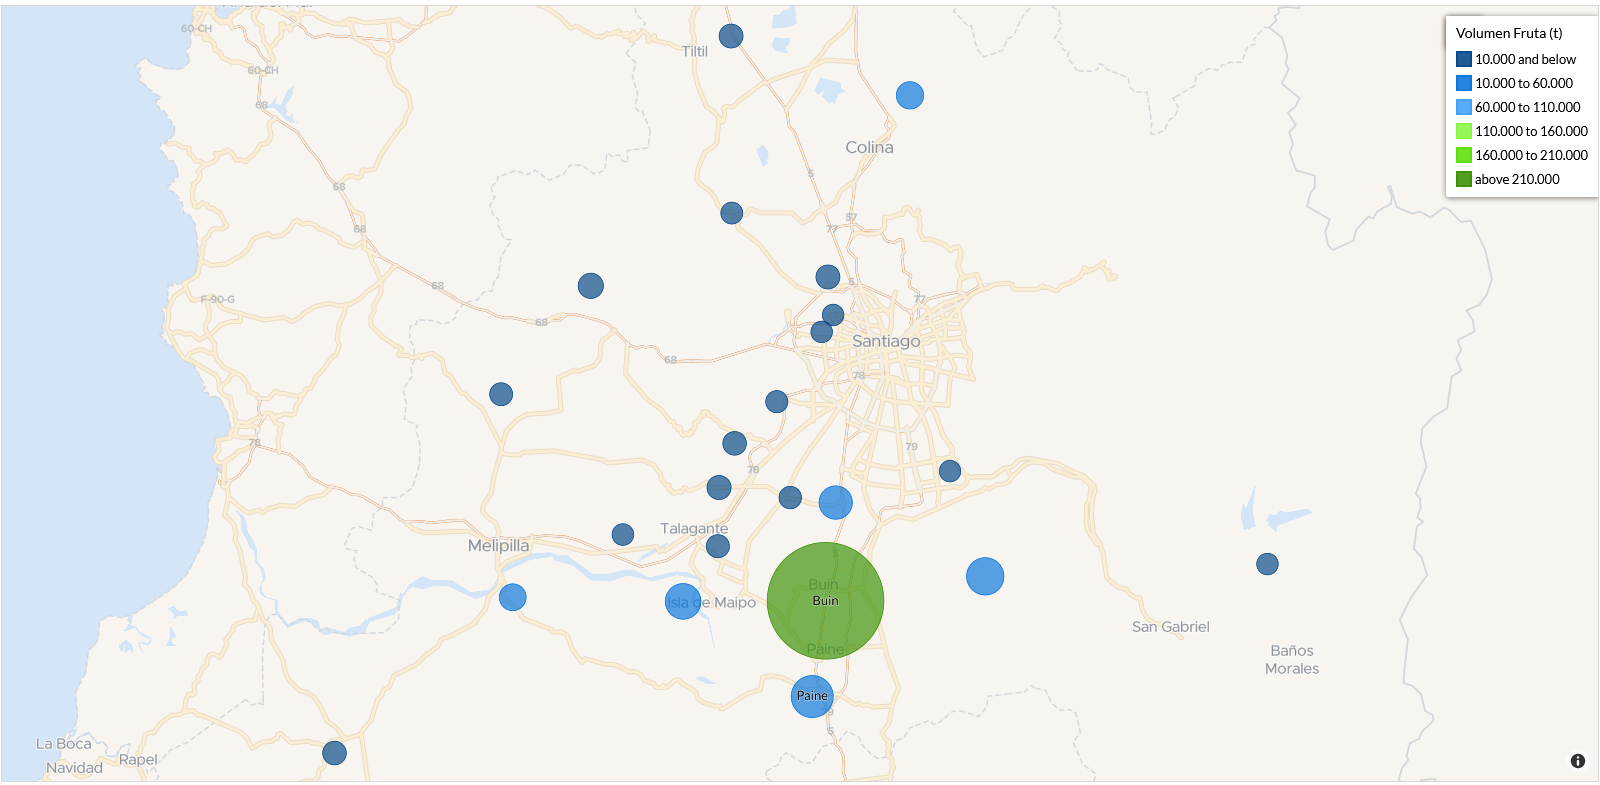 60-CH
Tiltil
60-CH
68
Colina
5
68
57
68
77
68
5
F-90-G
77
68
Santiago
68
78
78
79
78
Talagante
Melipilla
5
Buin
Buin
Isla de Maipo
San Gabriel
Paine
Baños
Morales
Paine
5
La Boca
Rapel
Navidad
Volumen Fruta (t)
10.000 and below
10.000 to 60.000
60.000 to 110.000
110.000 to 160.000
160.000 to 210.000
above 210.000